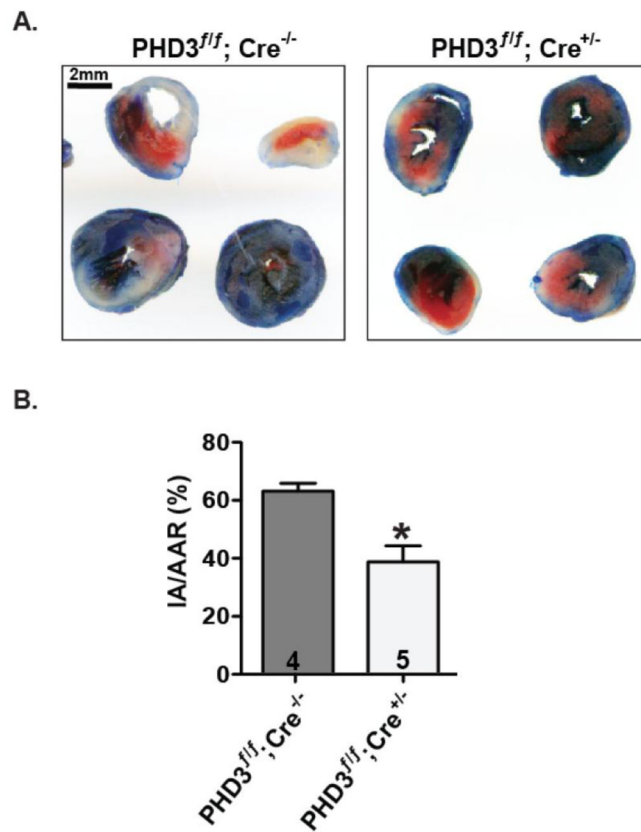 A.
PHD3f/f; Cre-/-
PHD3f/f; Cre+/-
2mm
B.
IA/AAR (%)
80
60
40
20
0
*
4
5
PHD3f/f;Cre-/-
PHD3f/f;Cre+/-